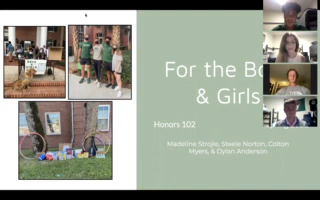 For the Bo
& Girls
Honors 102
Madeline Strojie, Steele Norton, Colton
Myers, & Dylan Anderson